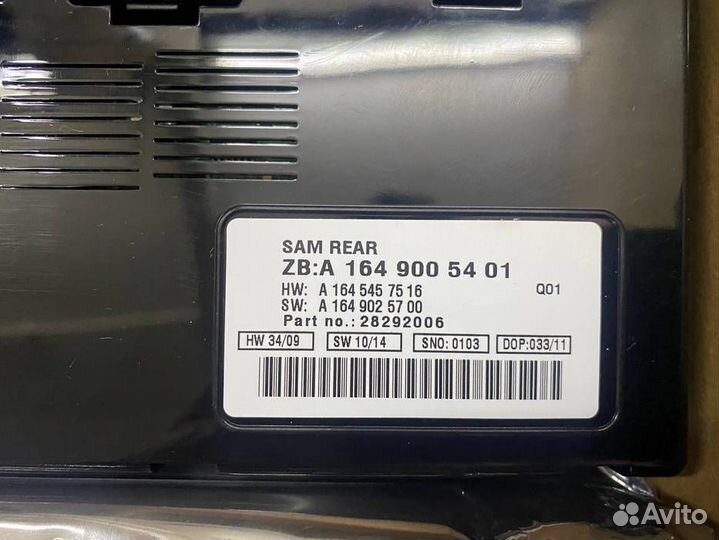 SAM REAR
ZB:A 164 900 54 01
HW: A 164 545 75 16
Q01
SW: A 164 902 57 00
Part no.: 28292006
HW 34/09 SW 10/14 SNO: 0103 DOP:033/11
Avito